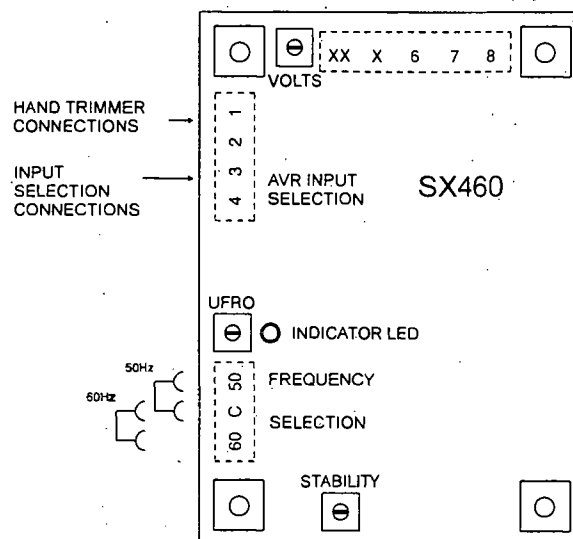 XX X 6 7 8
VOLTS
HAND TRIMMER
CONNECTIONS
INPUT
SELECTION
CONNECTIONS
1
2
3
4
AVR INPUT
SELECTION
SX460
UFRO
INDICATOR LED
50Hz
60Hz
50
C
60
FREQUENCY
SELECTION
STABILITY